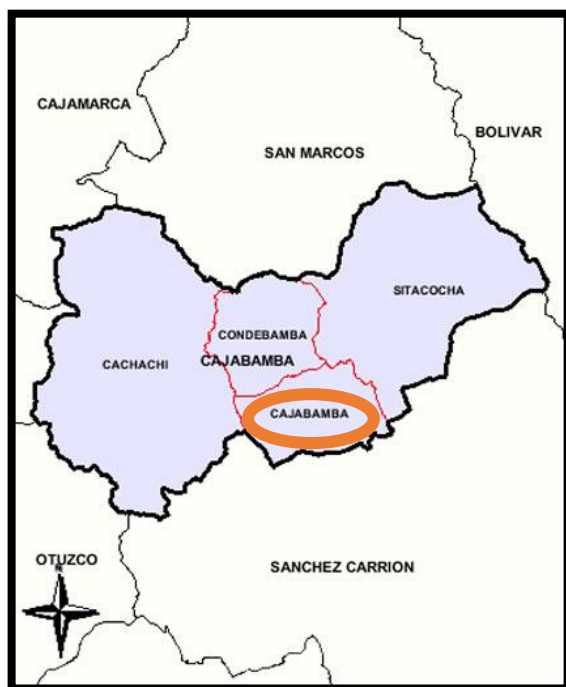 CAJAMARCA
BOLIVAR
SAN MARCOS
SITACOCHA
CONDEBAMBA
CACHACHI
CAJABAMBA
CAJABAMBA
OTUZCO
N
SANCHEZ CARRION